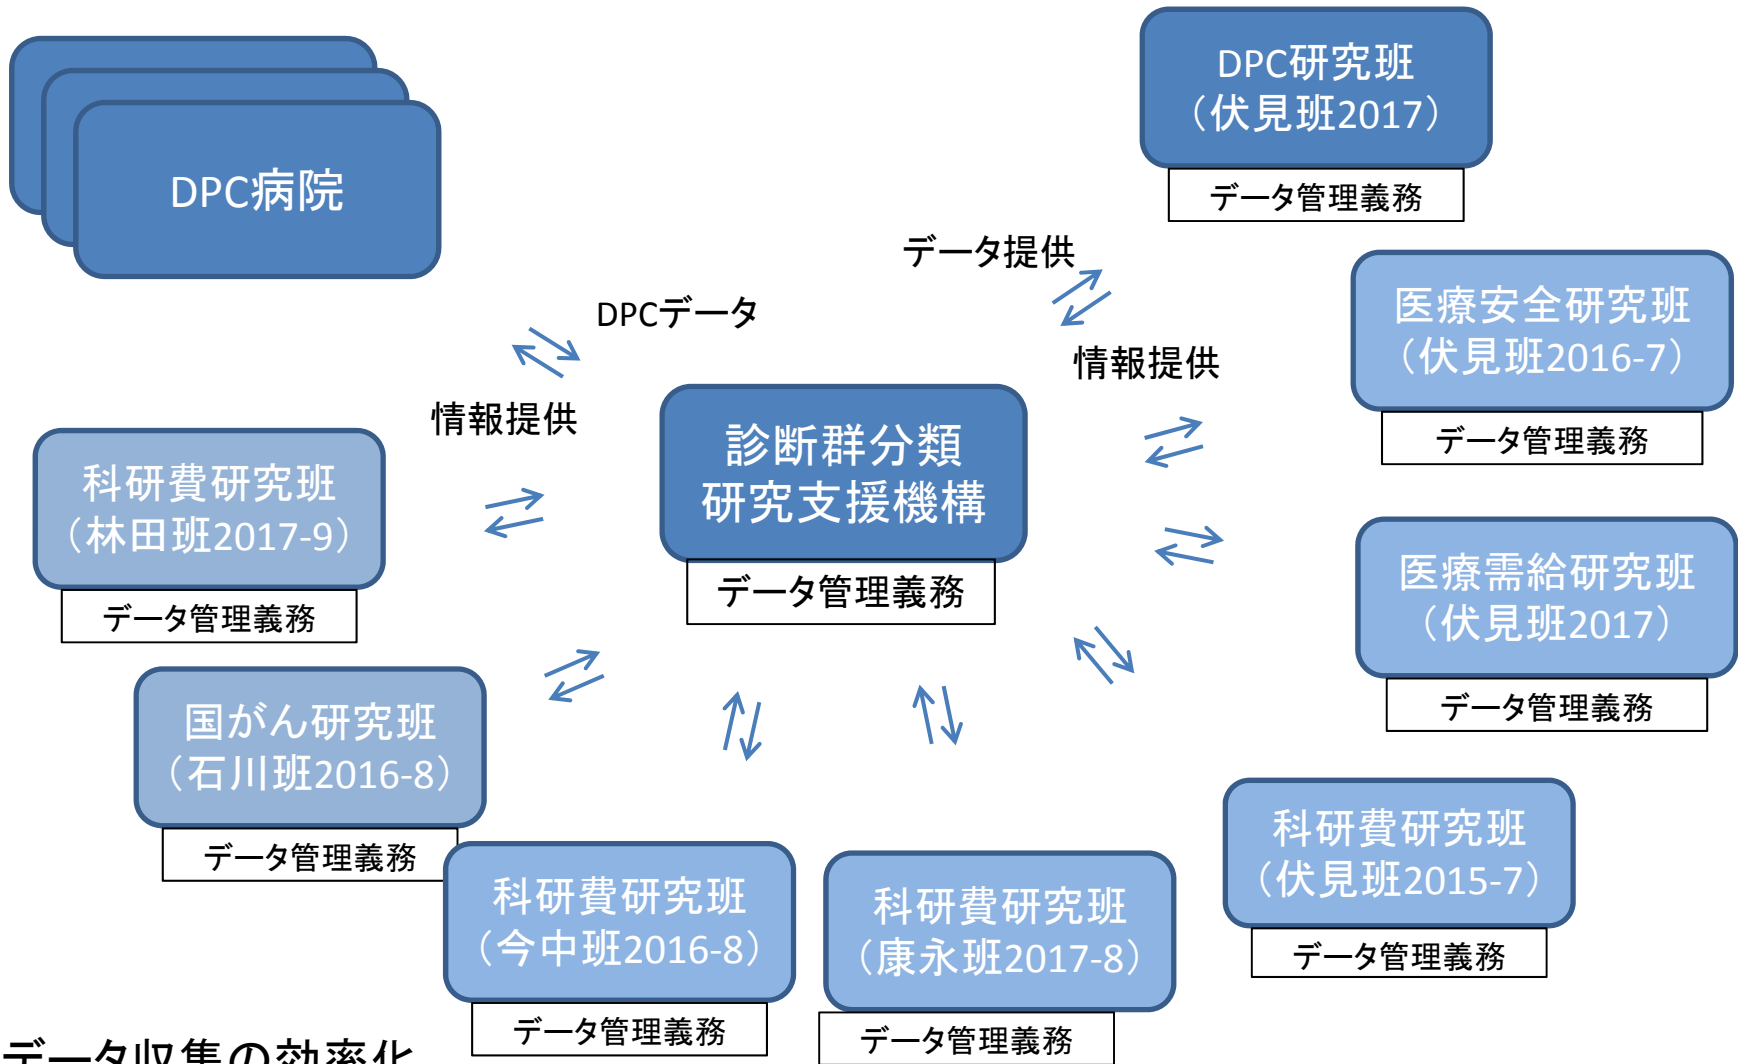 DPC病院
DPC研究班
（伏見班2017）
データ管理義務
データ提供
DPCデータ
情報提供
情報提供
医療安全研究班
（伏見班2016-7）
データ管理義務
診断群分類
研究支援機構
データ管理義務
科研費研究班
（林田班2017-9）
データ管理義務
医療需給研究班
（伏見班2017）
データ管理義務
国がん研究班
（石川班2016-8）
データ管理義務
科研費研究班
（伏見班2015-7）
データ管理義務
科研費研究班
（今中班2016-8）
データ管理義務
科研費研究班
（康永班2017-8）
データ管理義務
データ収集の効率化